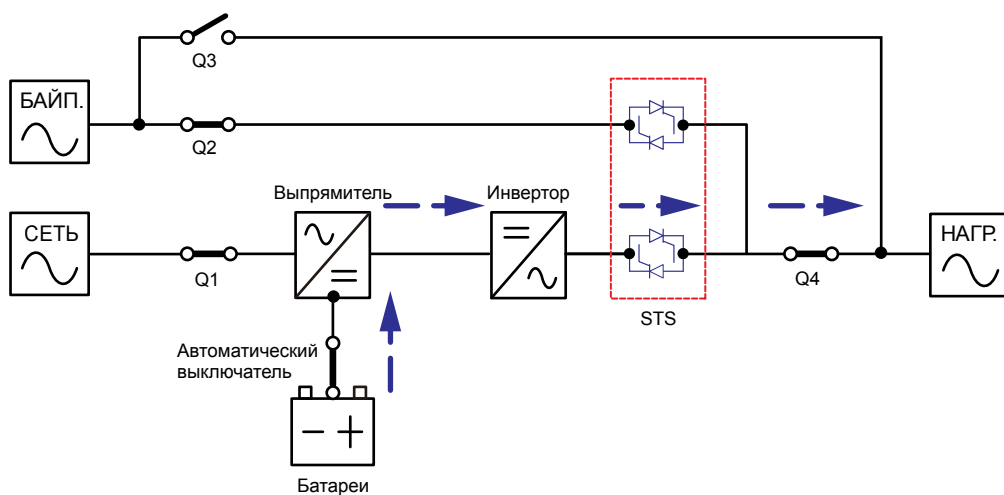 Q3
БАЙП.
Q2
Выпрямитель
Инвертор
СЕТЬ
НАГР.
Q1
Q4
STS
Автоматический
выключатель
Батареи